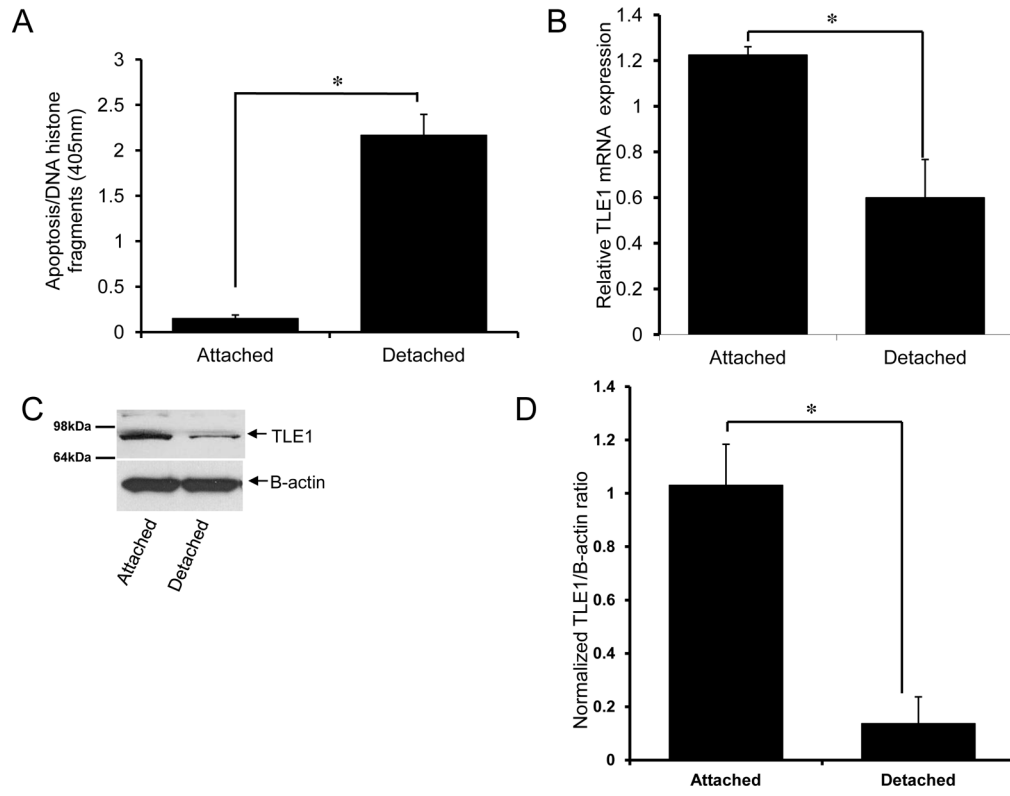 A
Apoptosis/DNA histone
fragments (405nm)
3
2.5
2
1.5
1
0.5
0
*
Attached
Detached
B
Relative TLE1 mRNA expression
1.4
1.2
1
0.8
0.6
0.4
0.2
0
*
Attached
Detached
C
98kDa
64kDa
TLE1
B-actin
Attached
Detached
D
Normalized TLE1/B-actin ratio
1.4
1.2
1
0.8
0.6
0.4
0.2
0
*
Attached
Detached